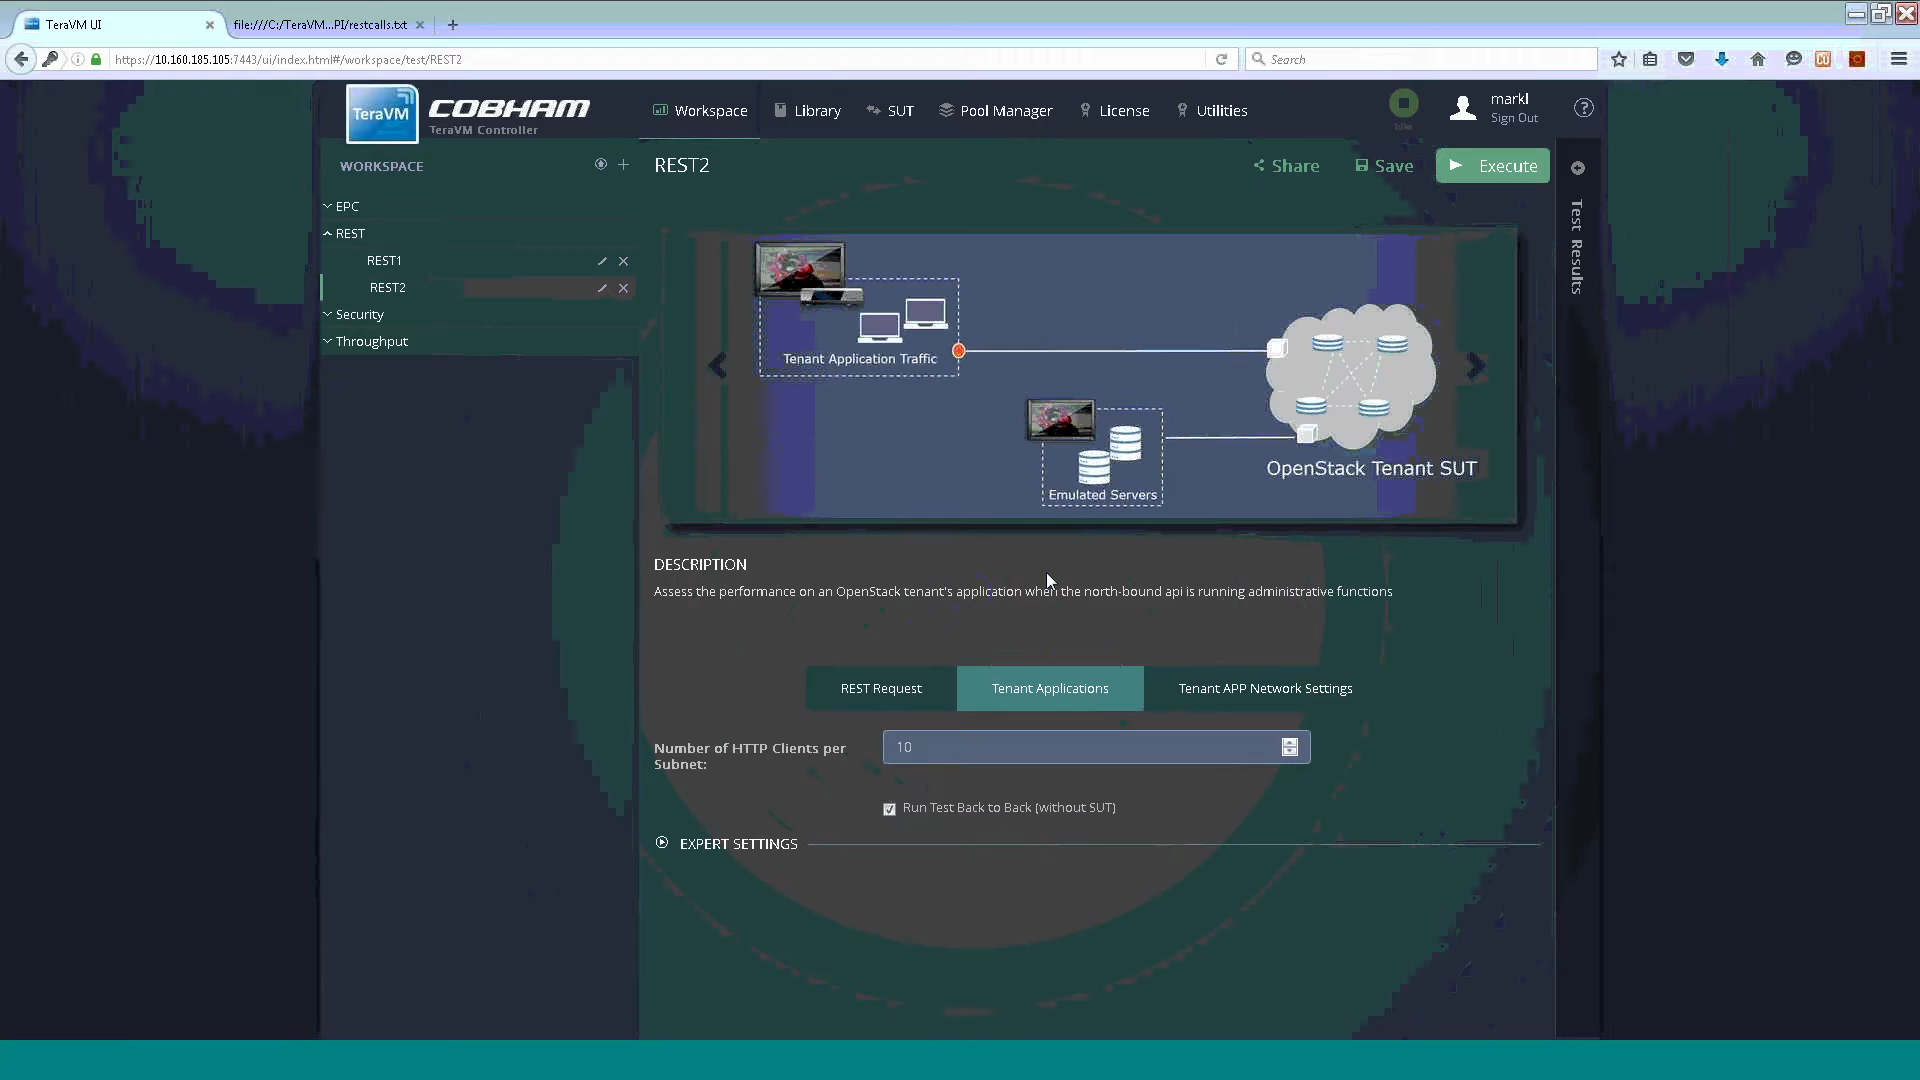 TeraVM UI
file:///C:/TeraVM...PI/restcalls.txt
https://10.160.185.105:7443/ui/index.html#/workspace/test/REST2
Search
TeraVM
COBHAM
TeraVM Controller
Workspace
Library
SUT
Pool Manager
License
Utilities
Idle
markl
Sign Out
WORKSPACE
REST2
Share
Save
Execute
EPC
REST
REST1
REST2
Security
Throughput
Test Results
Tenant Application Traffic
Emulated Servers
OpenStack Tenant SUT
DESCRIPTION
Assess the performance on an OpenStack tenant's application when the north-bound api is running administrative functions
REST Request
Tenant Applications
Tenant APP Network Settings
Number of HTTP Clients per
Subnet:
10
Run Test Back to Back (without SUT)
EXPERT SETTINGS